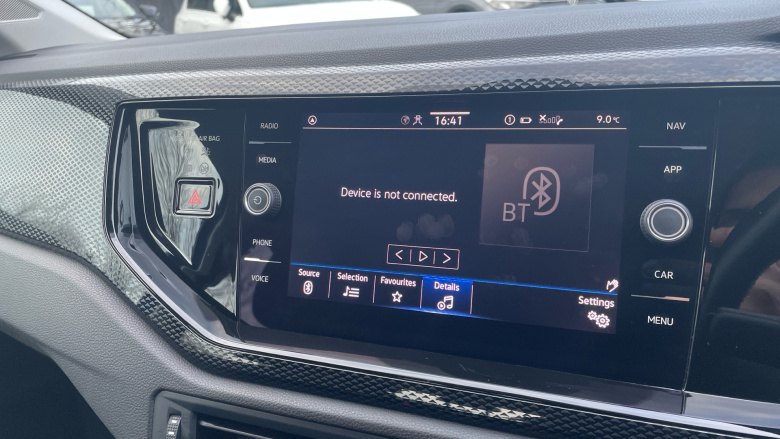 AIR BAG
RADIO
MEDIA
PHONE
VOICE
16:41
1
9.0 °C
Device is not connected.
BT
Source
Selection
Favourites
Details
Settings
NAV
APP
CAR
MENU